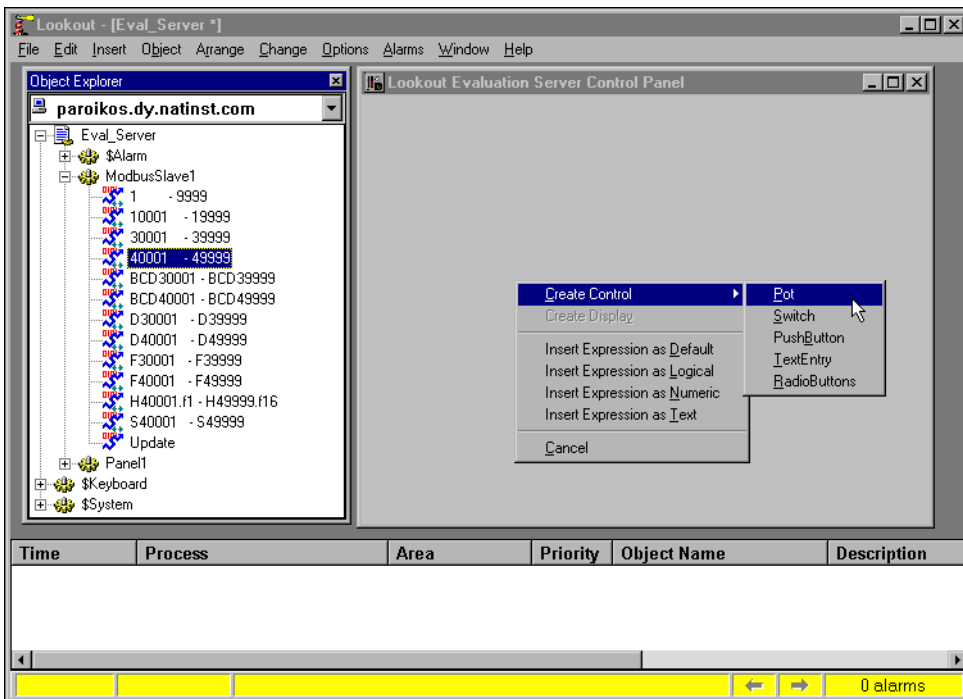 Lookout - [Eval_Server *]
File Edit Insert Object Arrange Change Options Alarms Window Help
Object Explorer
paroikos.dy.natinst.com
Eval_Server
$Alarm
ModbusSlave1
1 - 9999
10001 - 19999
30001 - 39999
40001 - 49999
BCD30001 - BCD39999
BCD40001 - BCD49999
D30001 - D39999
D40001 - D49999
F30001 - F39999
F40001 - F49999
H40001.f1 - H49999.f16
S40001 - S49999
Update
Panel1
$Keyboard
$System
Lookout Evaluation Server Control Panel
Create Control
Create Display
Insert Expression as Default
Insert Expression as Logical
Insert Expression as Numeric
Insert Expression as Text
Cancel
Pot
Switch
PushButton
TextEntry
RadioButtons
Time Process Area Priority Object Name Description
0 alarms